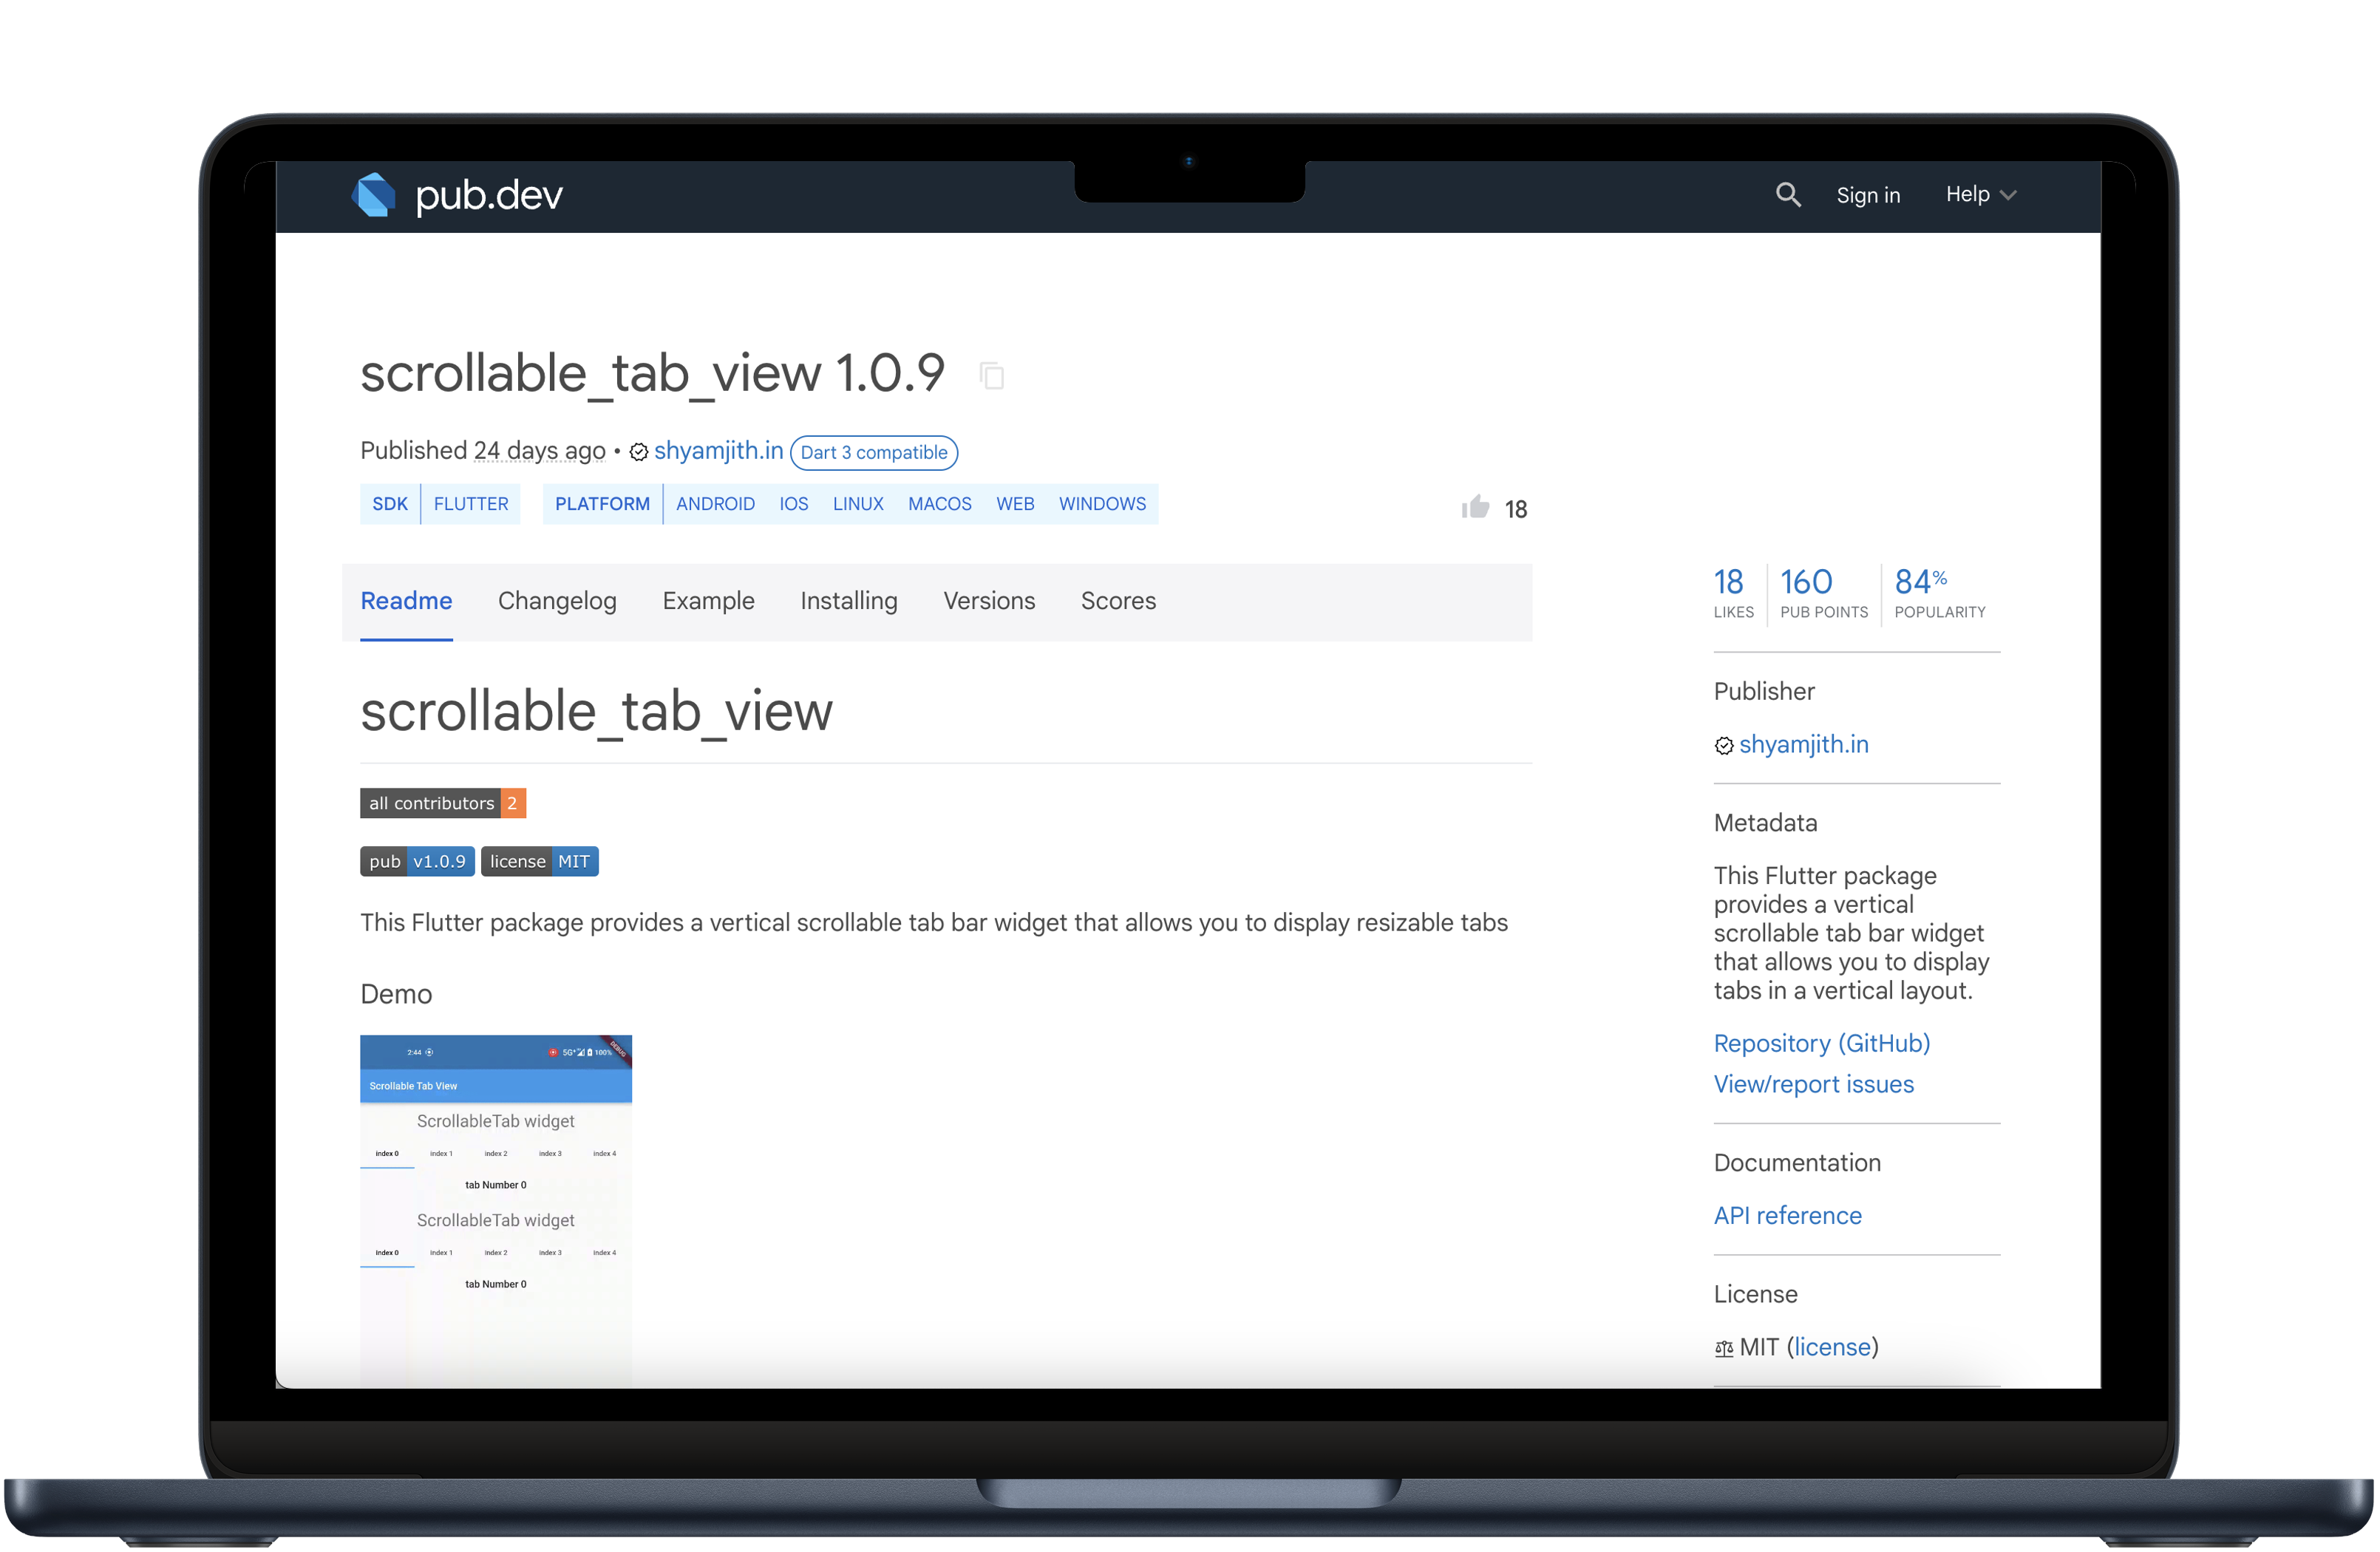 pub.dev
Sign in
Help
scrollable_tab_view 1.0.9
Published 24 days ago • shyamjith.in Dart 3 compatible
SDK FLUTTER PLATFORM ANDROID IOS LINUX MACOS WEB WINDOWS
18
Readme Changelog Example Installing Versions Scores
scrollable_tab_view
all contributors 2
pub v1.0.9 license MIT
This Flutter package provides a vertical scrollable tab bar widget that allows you to display resizable tabs
Demo
2:44 5G+ 100%
DEBUG
Scrollable Tab View
ScrollableTab widget
index 0 index 1 index 2 index 3 index 4
tab Number 0
ScrollableTab widget
index 0 index 1 index 2 index 3 index 4
tab Number 0
18 160 84%
LIKES PUB POINTS POPULARITY
Publisher
shyamjith.in
Metadata
This Flutter package
provides a vertical
scrollable tab bar widget
that allows you to display
tabs in a vertical layout.
Repository (GitHub)
View/report issues
Documentation
API reference
License
MIT (license)